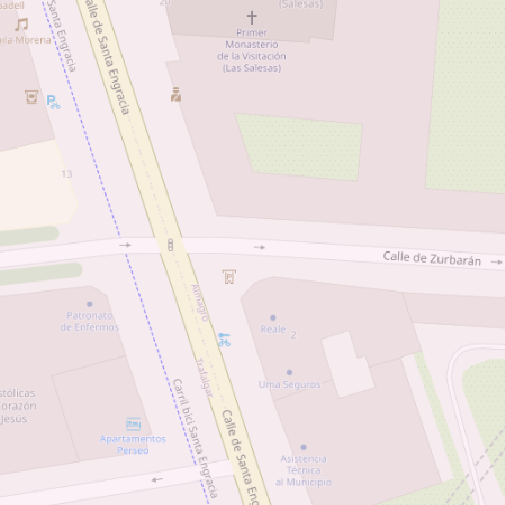 (Salesas)
20
Primer
Monasterio
de la Visitación
(Las Salesas)
Santa Engracia
Calle de Santa Engracia
13
Calle de Zurbarán
Almagro
Trafalgar
Patronato
de Enfermos
Reale
2
Uma Seguros
Carril bici Santa Engracia
Calle de Santa Eng
Apartamentos
Perseo
Asistencia
Técnica
al Municipio
Jesús